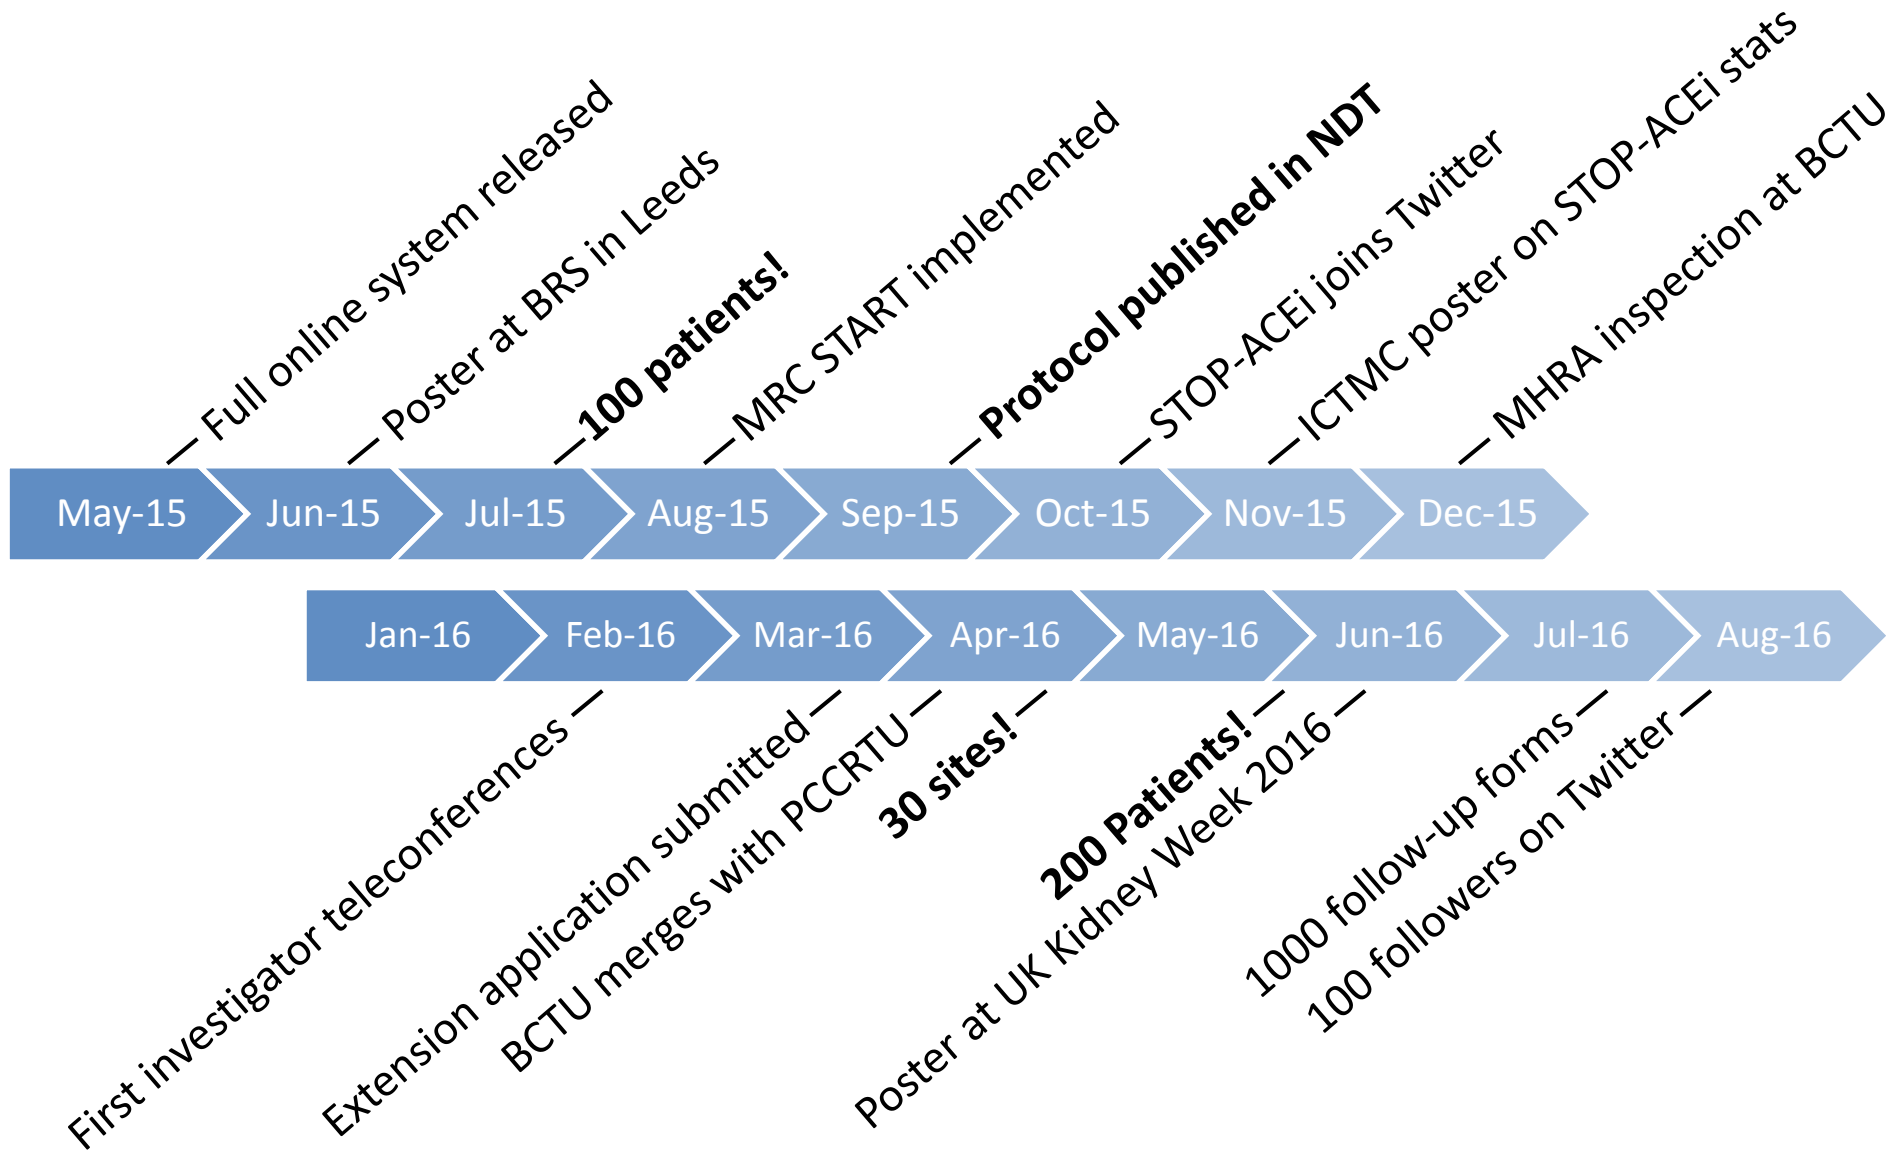 Full online system released
Poster at BRS in Leeds
100 patients!
MRC START implemented
Protocol published in NDT
STOP-ACEi joins Twitter
ICTMC poster on STOP-ACEi stats
MHRA inspection at BCTU
May-15
Jun-15
Jul-15
Aug-15
Sep-15
Oct-15
Nov-15
Dec-15
Jan-16
Feb-16
Mar-16
Apr-16
May-16
Jun-16
Jul-16
Aug-16
First investigator teleconferences
Extension application submitted
BCTU merges with PCCRTU
30 sites!
200 Patients!
Poster at UK Kidney Week 2016
1000 follow-up forms
100 followers on Twitter